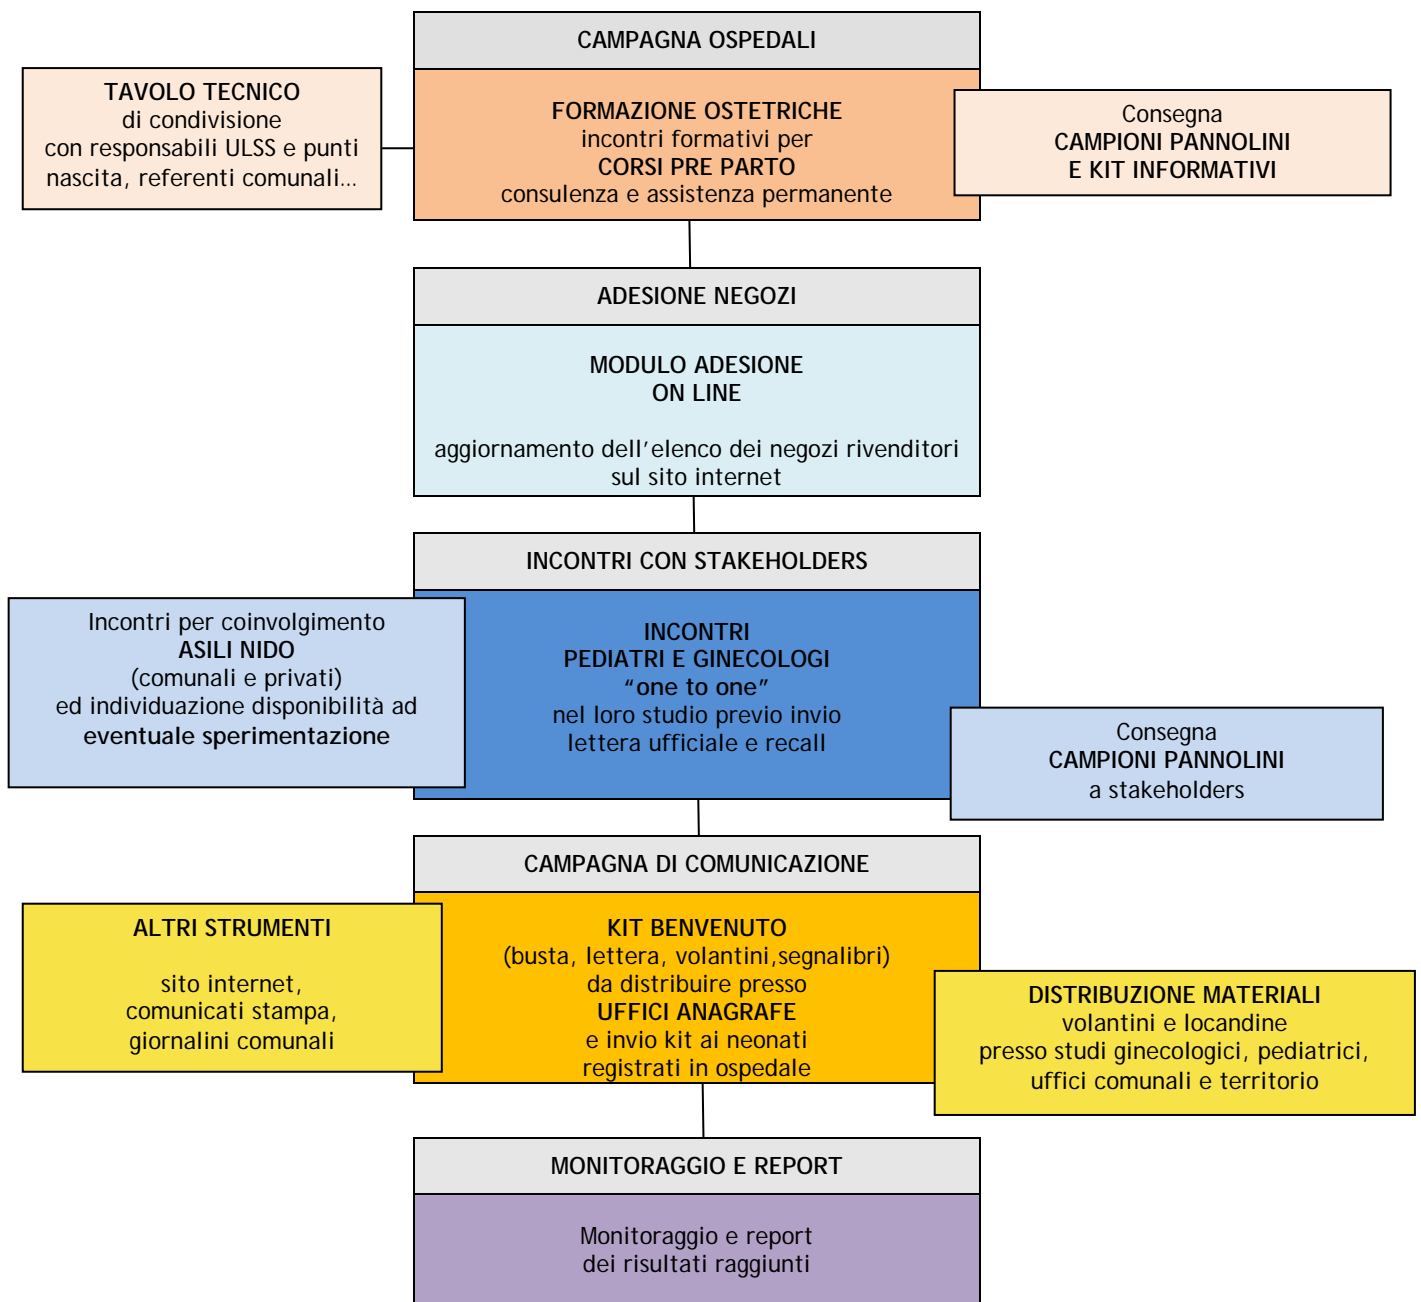 CAMPAGNA OSPEDALI
TAVOLO TECNICO
di condivisione
con responsabili ULSS e punti
nascita, referenti comunali…
FORMAZIONE OSTETRICHE
incontri formativi per
CORSI PRE PARTO
consulenza e assistenza permanente
Consegna
CAMPIONI PANNOLINI
E KIT INFORMATIVI
ADESIONE NEGOZI
MODULO ADESIONE
ON LINE
aggiornamento dell’elenco dei negozi rivenditori
sul sito internet
INCONTRI CON STAKEHOLDERS
Incontri per coinvolgimento
ASILI NIDO
(comunali e privati)
ed individuazione disponibilità ad
eventuale sperimentazione
INCONTRI
PEDIATRI E GINECOLOGI
“one to one”
nel loro studio previo invio
lettera ufficiale e recall
Consegna
CAMPIONI PANNOLINI
a stakeholders
CAMPAGNA DI COMUNICAZIONE
ALTRI STRUMENTI
sito internet,
comunicati stampa,
giornalini comunali
KIT BENVENUTO
(busta, lettera, volantini,segnalibri)
da distribuire presso
UFFICI ANAGRAFE
e invio kit ai neonati
registrati in ospedale
DISTRIBUZIONE MATERIALI
volantini e locandine
presso studi ginecologici, pediatrici,
uffici comunali e territorio
MONITORAGGIO E REPORT
Monitoraggio e report
dei risultati raggiunti